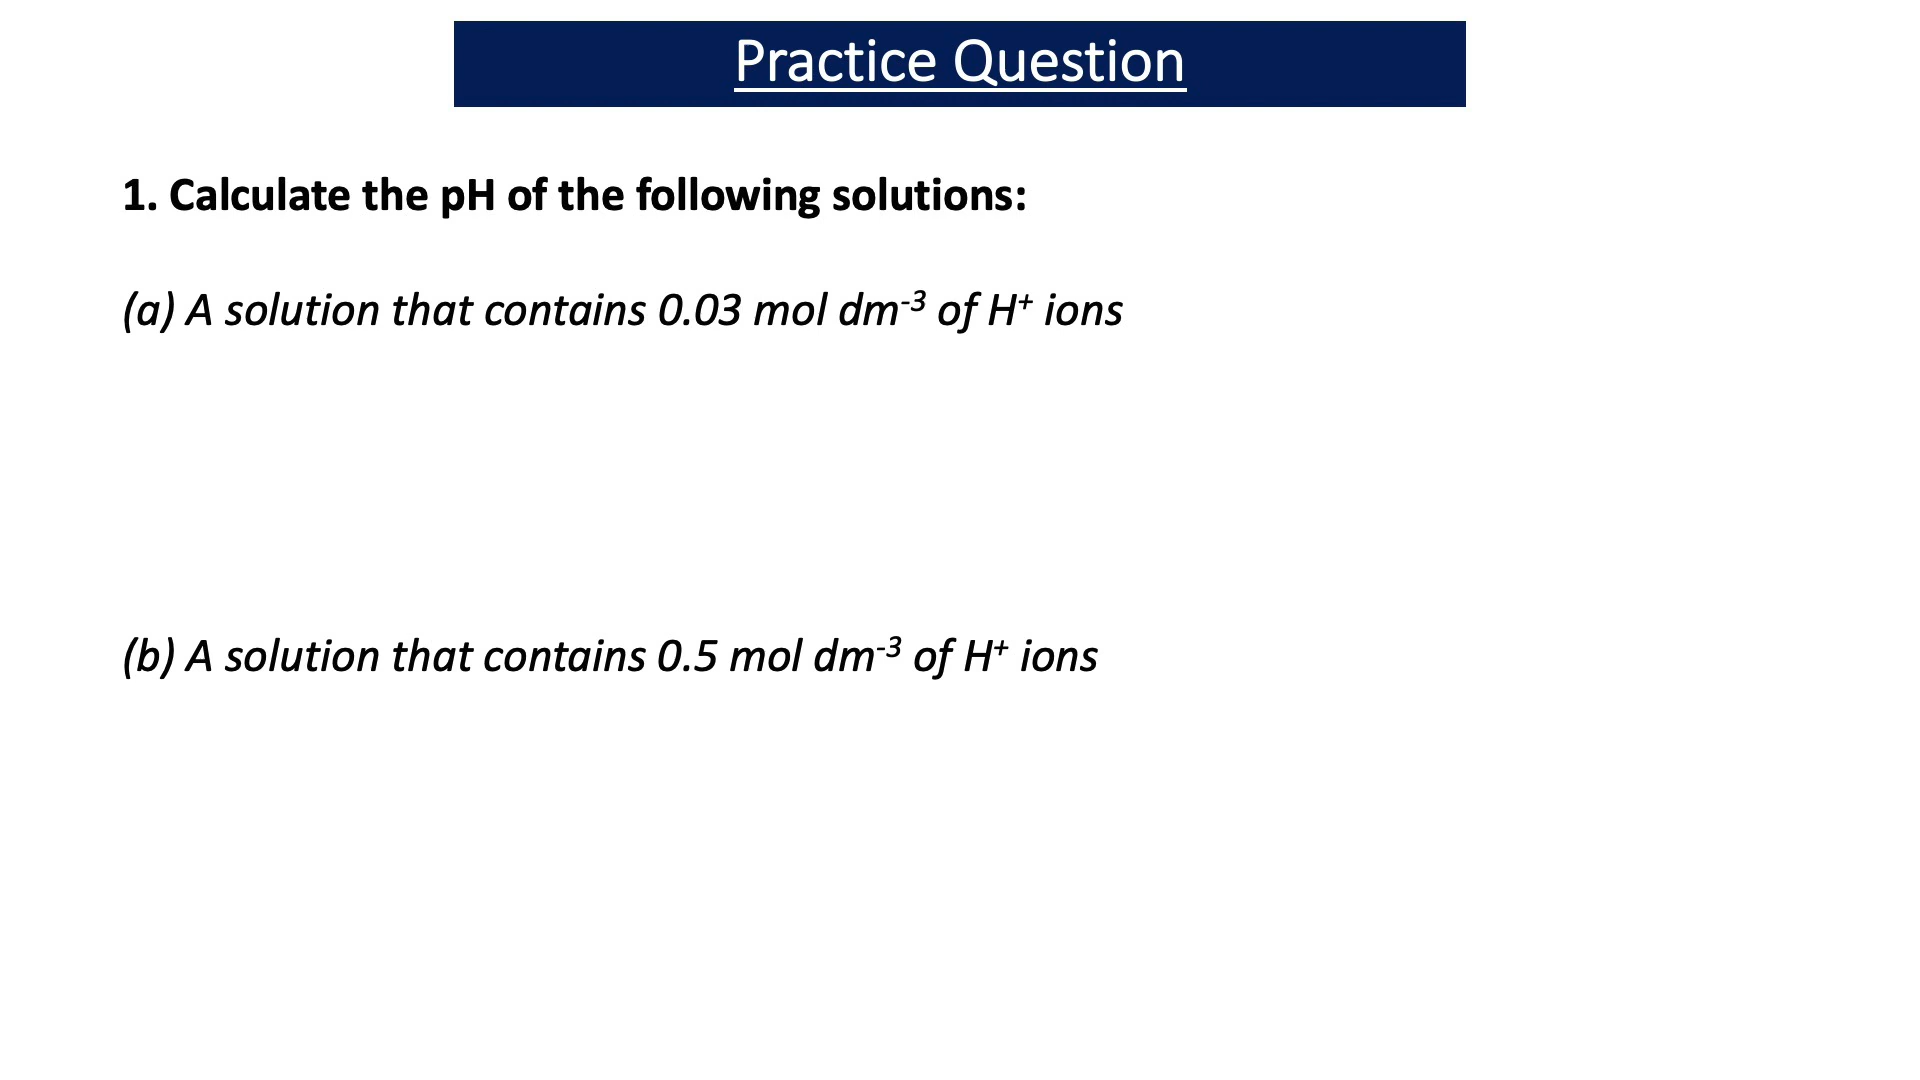 Practice Question
1. Calculate the pH of the following solutions:
(a) A solution that contains 0.03 mol dm⁻³ of H⁺ ions
(b) A solution that contains 0.5 mol dm⁻³ of H⁺ ions